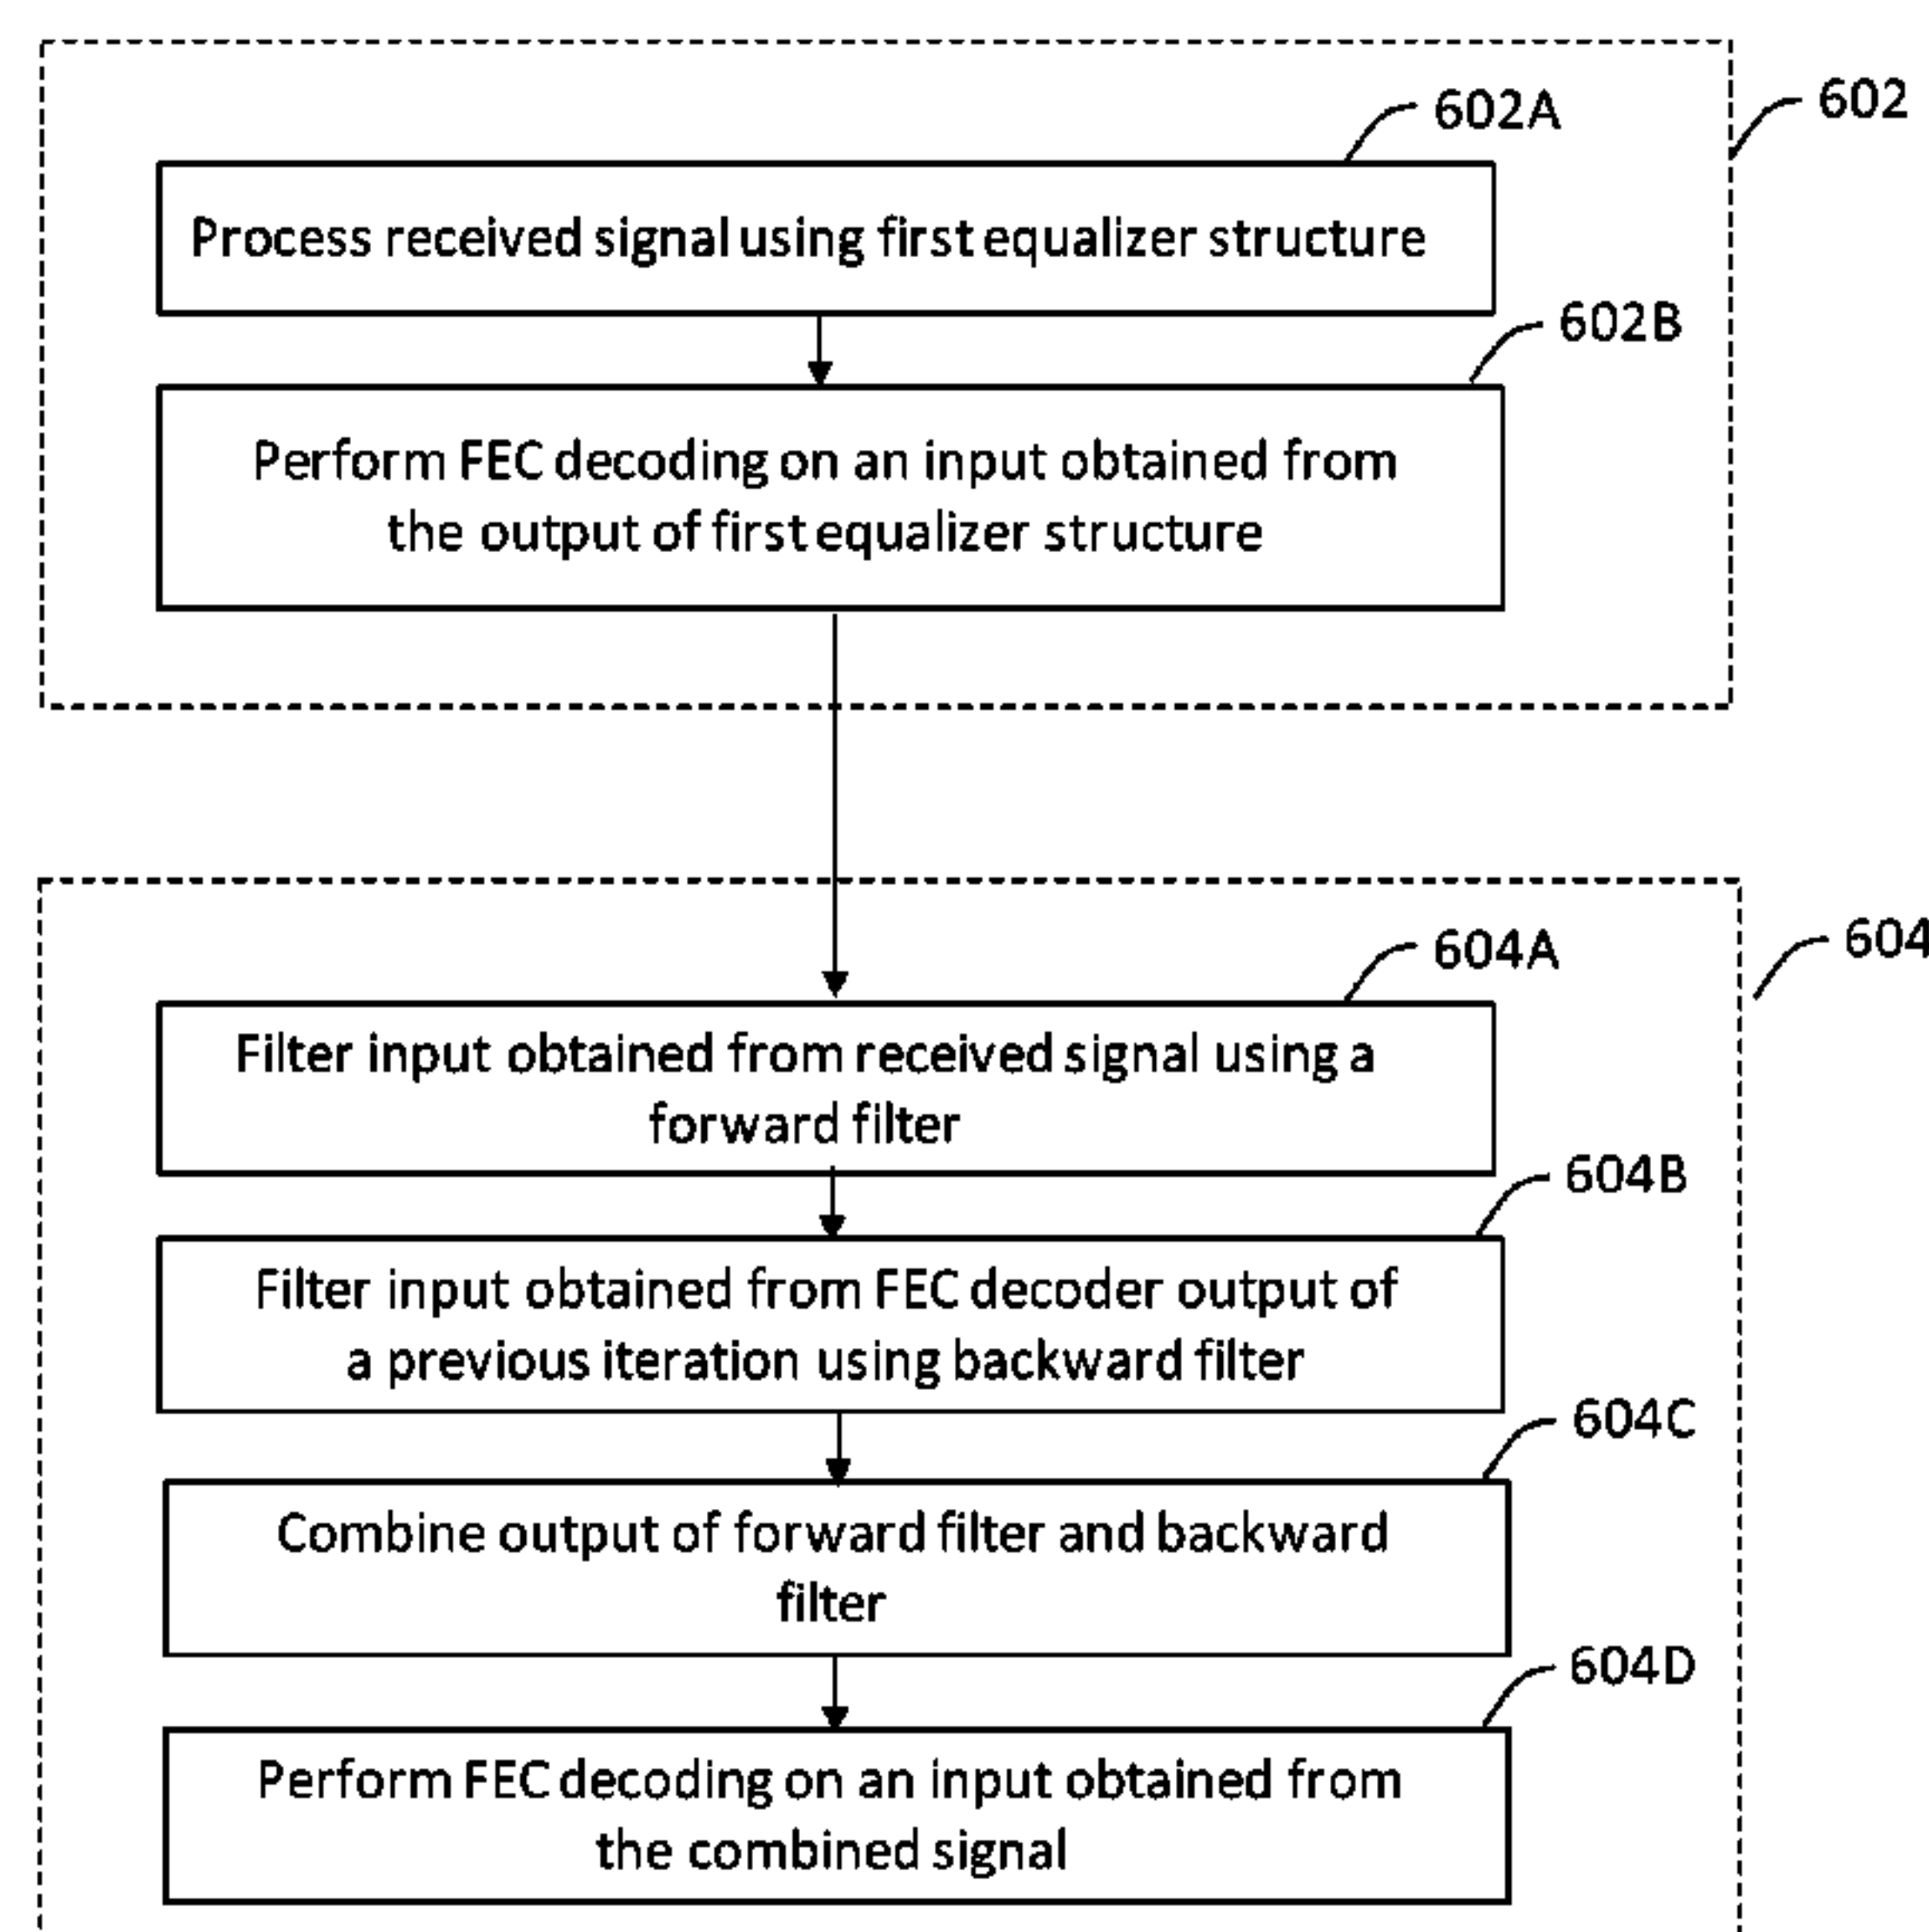 602
602A
Process received signal using first equalizer structure
602B
Perform FEC decoding on an input obtained from
the output of first equalizer structure
604
604A
Filter input obtained from received signal using a
forward filter
604B
Filter input obtained from FEC decoder output of
a previous iteration using backward filter
604C
Combine output of forward filter and backward
filter
604D
Perform FEC decoding on an input obtained from
the combined signal